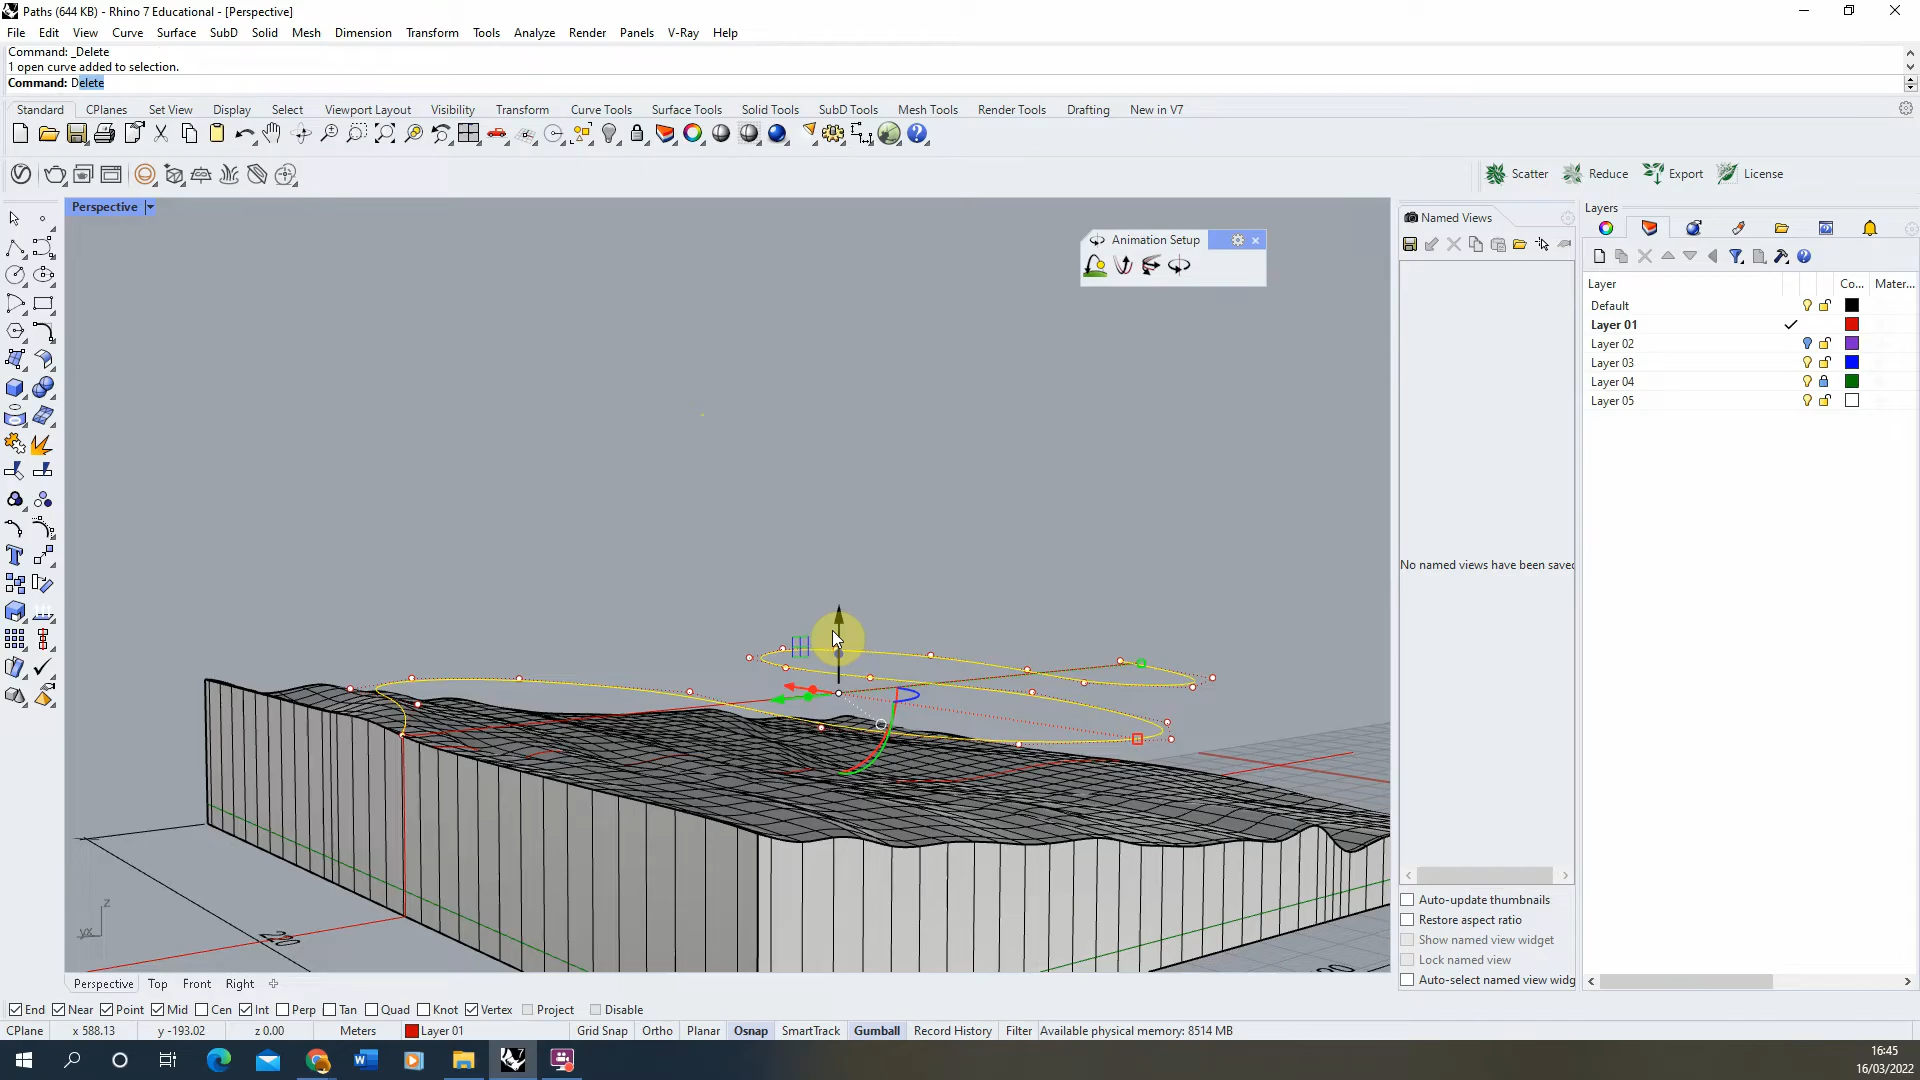 Paths (644 KB) - Rhino 7 Educational - [Perspective]
File Edit View Curve Surface SubD Solid Mesh Dimension Transform Tools Analyze Render Panels V-Ray Help
Command: _Delete
1 open curve added to selection.
Command: Delete
Standard CPlanes Set View Display Select Viewport Layout Visibility Transform Curve Tools Surface Tools Solid Tools SubD Tools Mesh Tools Render Tools Drafting New in V7
Scatter Reduce Export License
Perspective
Animation Setup
Named Views
No named views have been saved
Auto-update thumbnails
Restore aspect ratio
Show named view widget
Lock named view
Auto-select named view widg
Layers
Layer Co... Mater...
Default
Layer 01
Layer 02
Layer 03
Layer 04
Layer 05
z
yx
Perspective Top Front Right
End Near Point Mid Cen Int Perp Tan Quad Knot Vertex Project Disable
CPlane x 588.13 y -193.02 z 0.00 Meters Layer 01 Grid Snap Ortho Planar Osnap SmartTrack Gumball Record History Filter Available physical memory: 8514 MB
16:45
16/03/2022